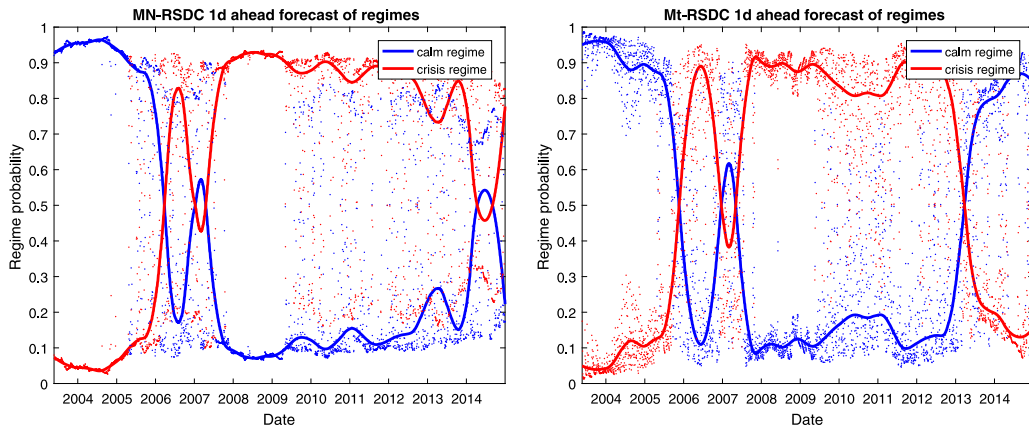 MN-RSDC 1d ahead forecast of regimes
1
0.9
0.8
0.7
0.6
0.5
0.4
0.3
0.2
0.1
0
Regime probability
calm regime
crisis regime
2004 2005 2006 2007 2008 2009 2010 2011 2012 2013 2014
Date
Mt-RSDC 1d ahead forecast of regimes
1
0.9
0.8
0.7
0.6
0.5
0.4
0.3
0.2
0.1
0
Regime probability
calm regime
crisis regime
2004 2005 2006 2007 2008 2009 2010 2011 2012 2013 2014
Date